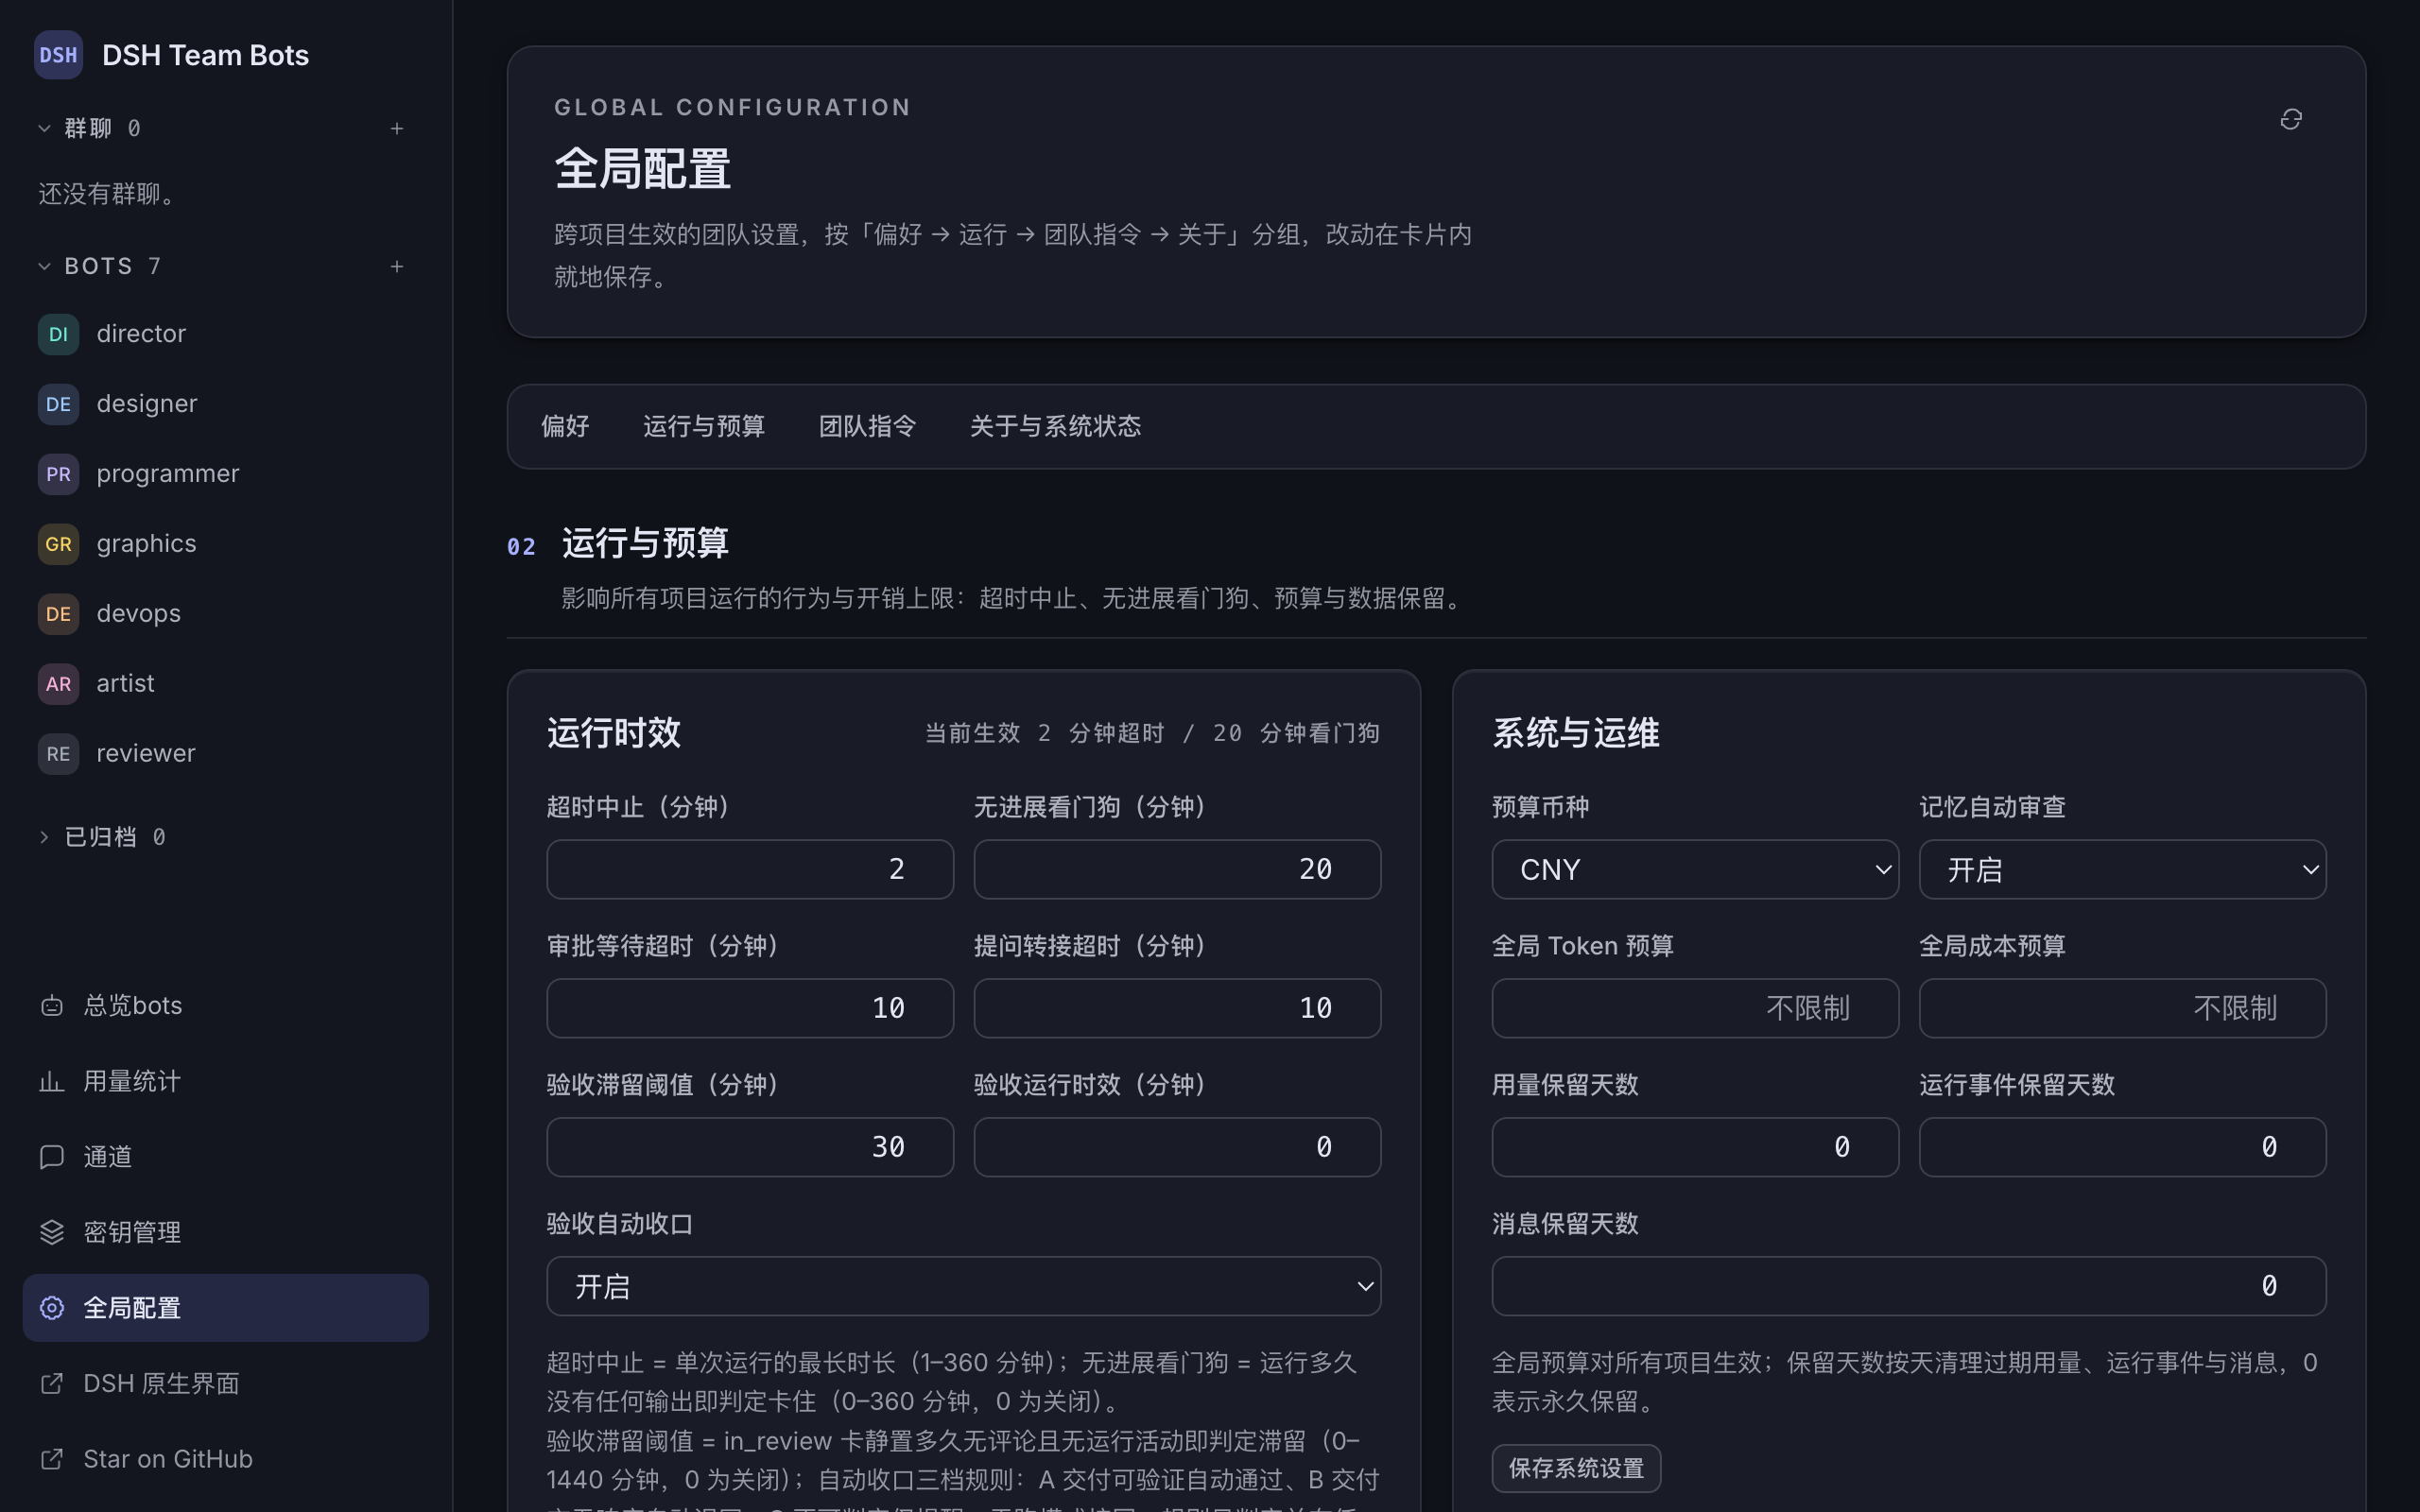 DSH DSH Team Bots
群聊 0 +
还没有群聊。
BOTS 7 +
DI director
DE designer
PR programmer
GR graphics
DE devops
AR artist
RE reviewer
已归档 0
总览bots
用量统计
通道
密钥管理
全局配置
DSH 原生界面
Star on GitHub
GLOBAL CONFIGURATION
全局配置
跨项目生效的团队设置，按「偏好 → 运行 → 团队指令 → 关于」分组，改动在卡片内
就地保存。
偏好 运行与预算 团队指令 关于与系统状态
02 运行与预算
影响所有项目运行的行为与开销上限：超时中止、无进展看门狗、预算与数据保留。
运行时效 当前生效 2 分钟超时 / 20 分钟看门狗
超时中止（分钟） 无进展看门狗（分钟）
2 20
审批等待超时（分钟） 提问转接超时（分钟）
10 10
验收滞留阈值（分钟） 验收运行时效（分钟）
30 0
验收自动收口
开启
超时中止 = 单次运行的最长时长（1–360 分钟）；无进展看门狗 = 运行多久
没有任何输出即判定卡住（0–360 分钟，0 为关闭）。
验收滞留阈值 = in_review 卡静置多久无评论且无运行活动即判定滞留（0–
1440 分钟，0 为关闭）；自动收口三档规则：A 交付可验证自动通过、B 交付
系统与运维
预算币种 记忆自动审查
CNY 开启
全局 Token 预算 全局成本预算
不限制 不限制
用量保留天数 运行事件保留天数
0 0
消息保留天数
0
全局预算对所有项目生效；保留天数按天清理过期用量、运行事件与消息，0
表示永久保留。
保存系统设置